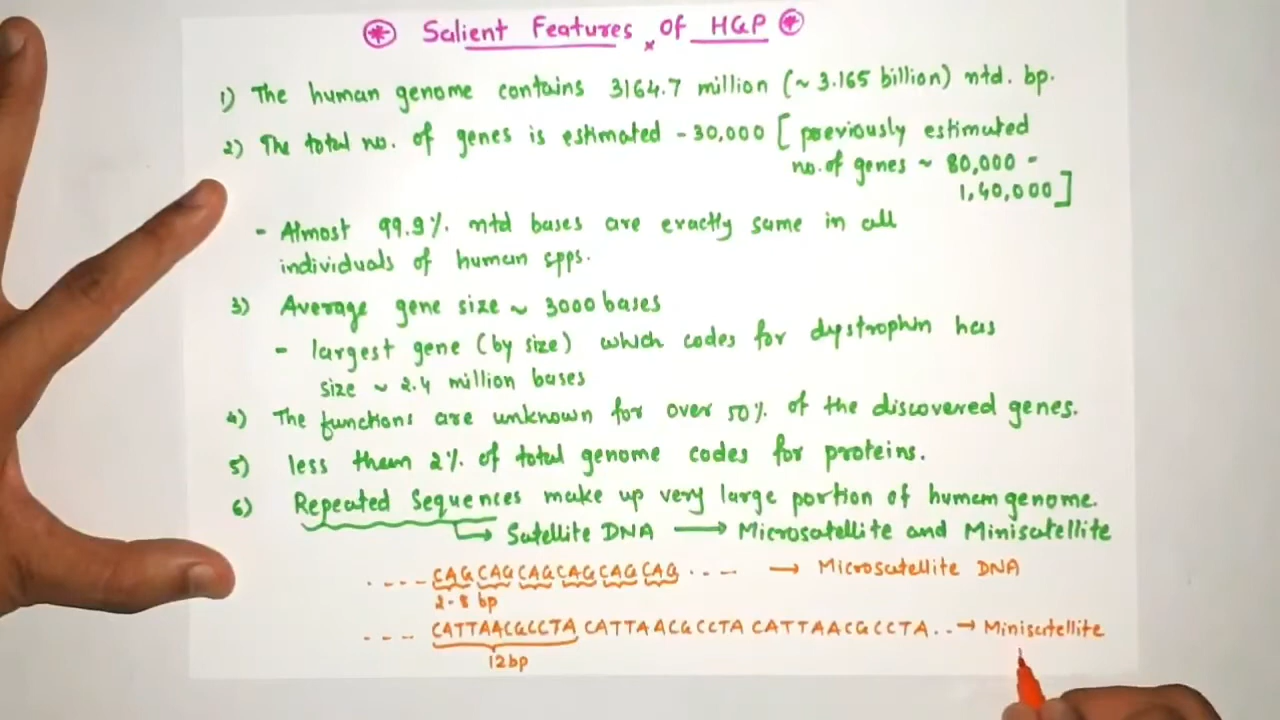 Salient Features of HGP
1) The human genome contains 3164.7 million (~ 3.165 billion) ntd. bp.
2) The total no. of genes is estimated - 30,000 [previously estimated
no. of genes ~ 80,000 -
1,40,000]
- Almost 99.9%. ntd bases are exactly same in all
individuals of human spps.
3) Average gene size ~ 3000 bases
- largest gene (by size) which codes for dystrophin has
size ~ 2.4 million bases
4) The functions are unknown for over 50%. of the discovered genes.
5) less than 2%. of total genome codes for proteins.
6) Repeated Sequences make up very large portion of human genome.
Satellite DNA → Microsatellite and Minisatellite
....-- CAGCAGCAGCAGCAGCAG ...-- → Microsatellite DNA
2-8 bp
... -- CATTAACGCCTA CATTAACGCCTA CATTAACGCCTA .. → Minisatellite
12bp